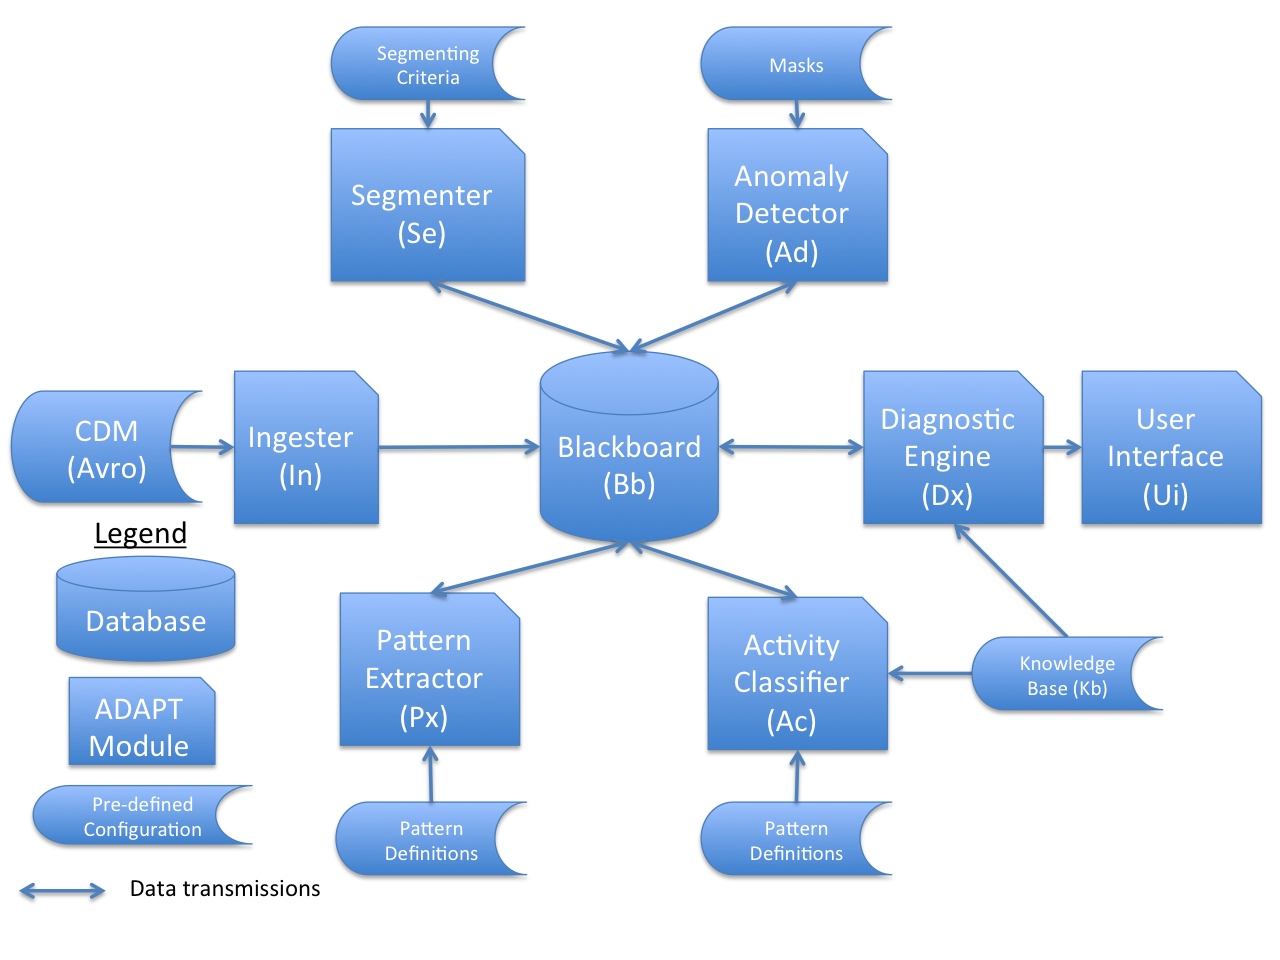 Segmenting
Criteria
Masks
Segmenter
(Se)
Anomaly
Detector
(Ad)
CDM
(Avro)
Ingester
(In)
Blackboard
(Bb)
Diagnostic
Engine
(Dx)
User
Interface
(Ui)
Legend
Database
ADAPT
Module
Pre-defined
Configuration
Data transmissions
Pattern
Extractor
(Px)
Activity
Classifier
(Ac)
Knowledge
Base (Kb)
Pattern
Definitions
Pattern
Definitions